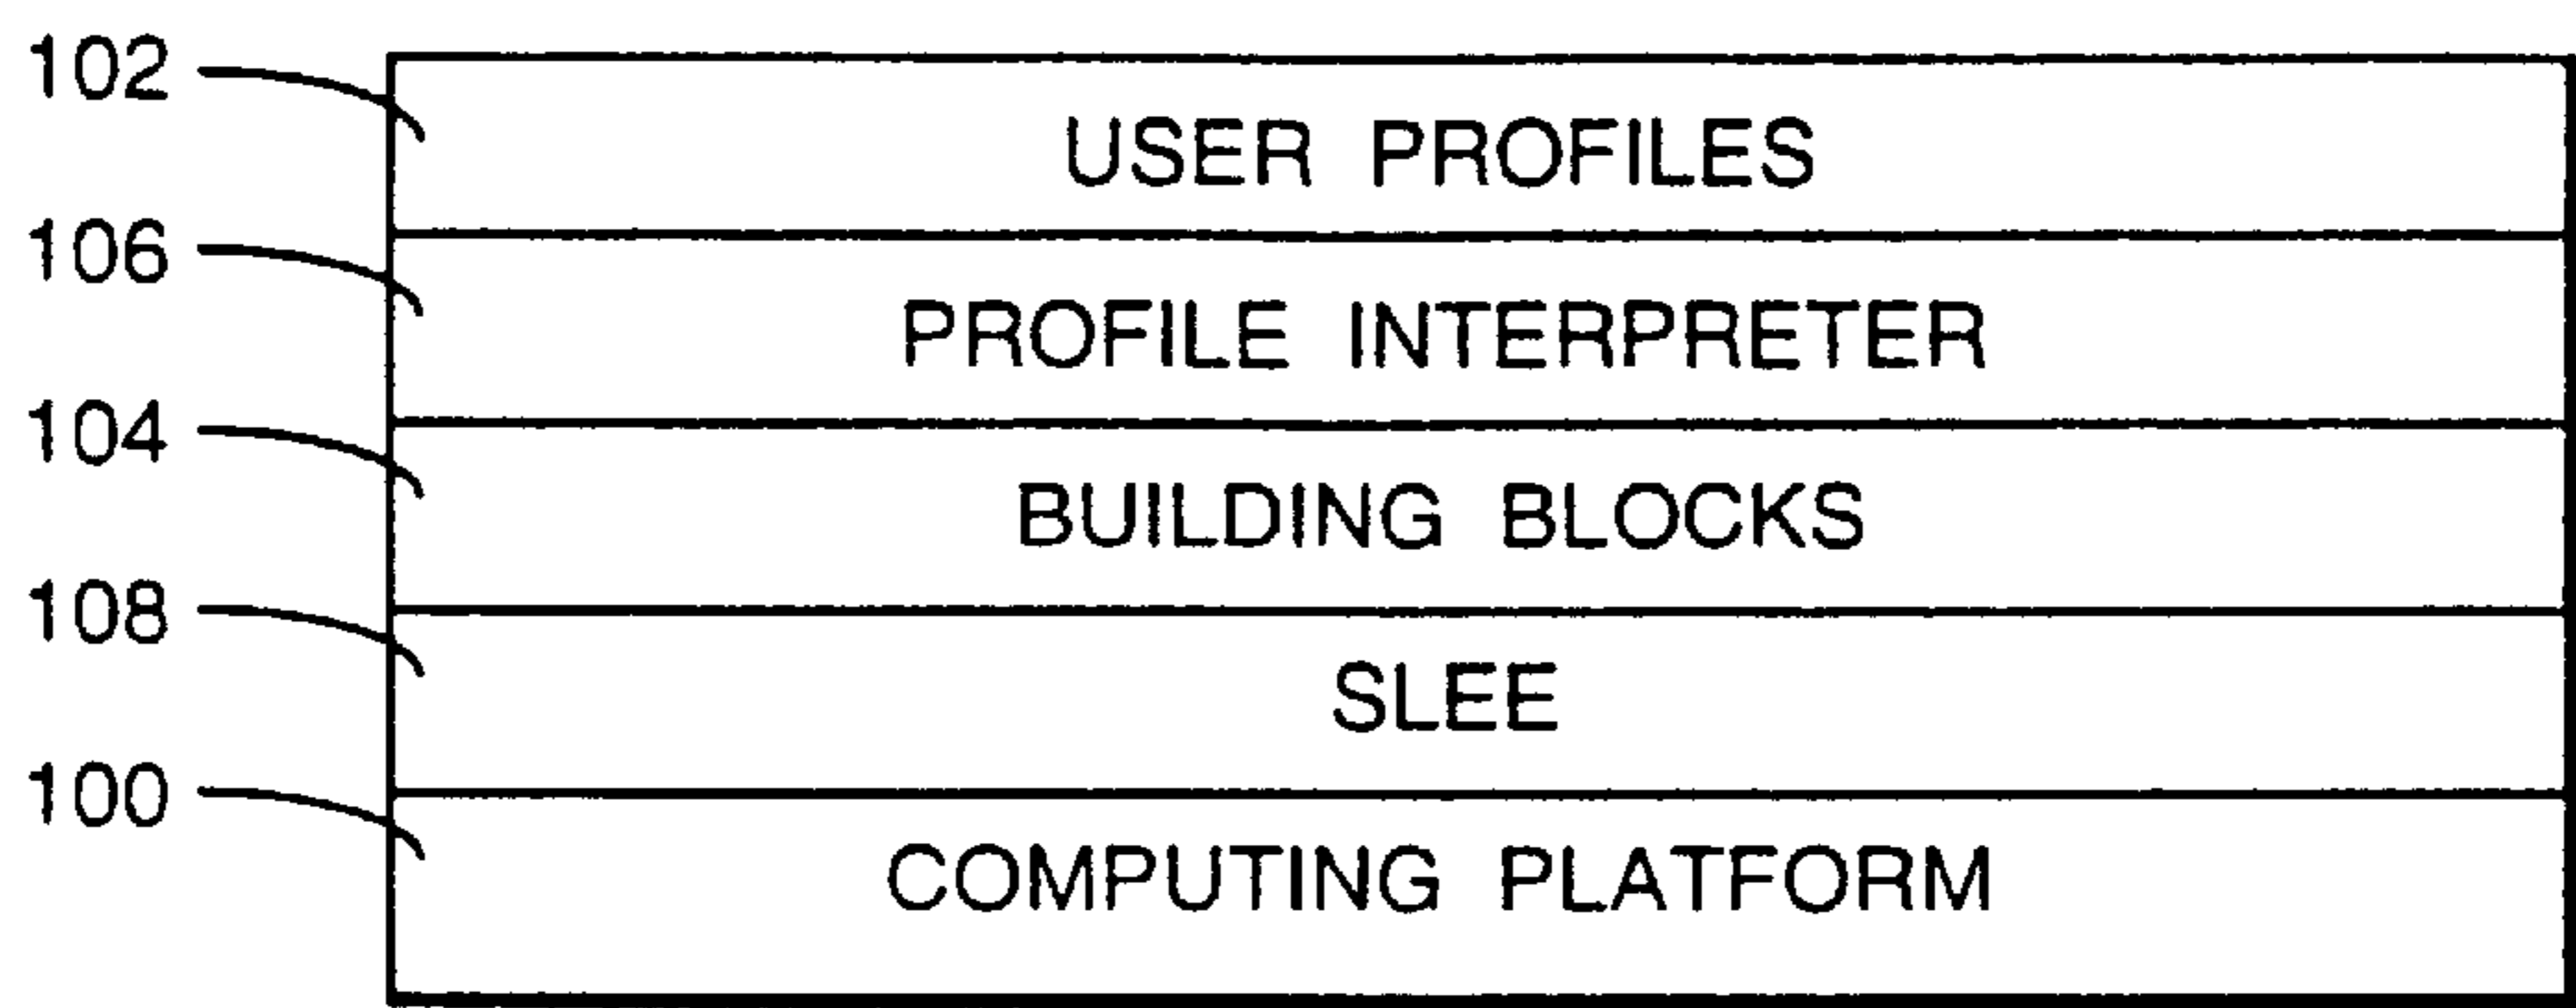 102 USER PROFILES
106 PROFILE INTERPRETER
104 BUILDING BLOCKS
108 SLEE
100 COMPUTING PLATFORM